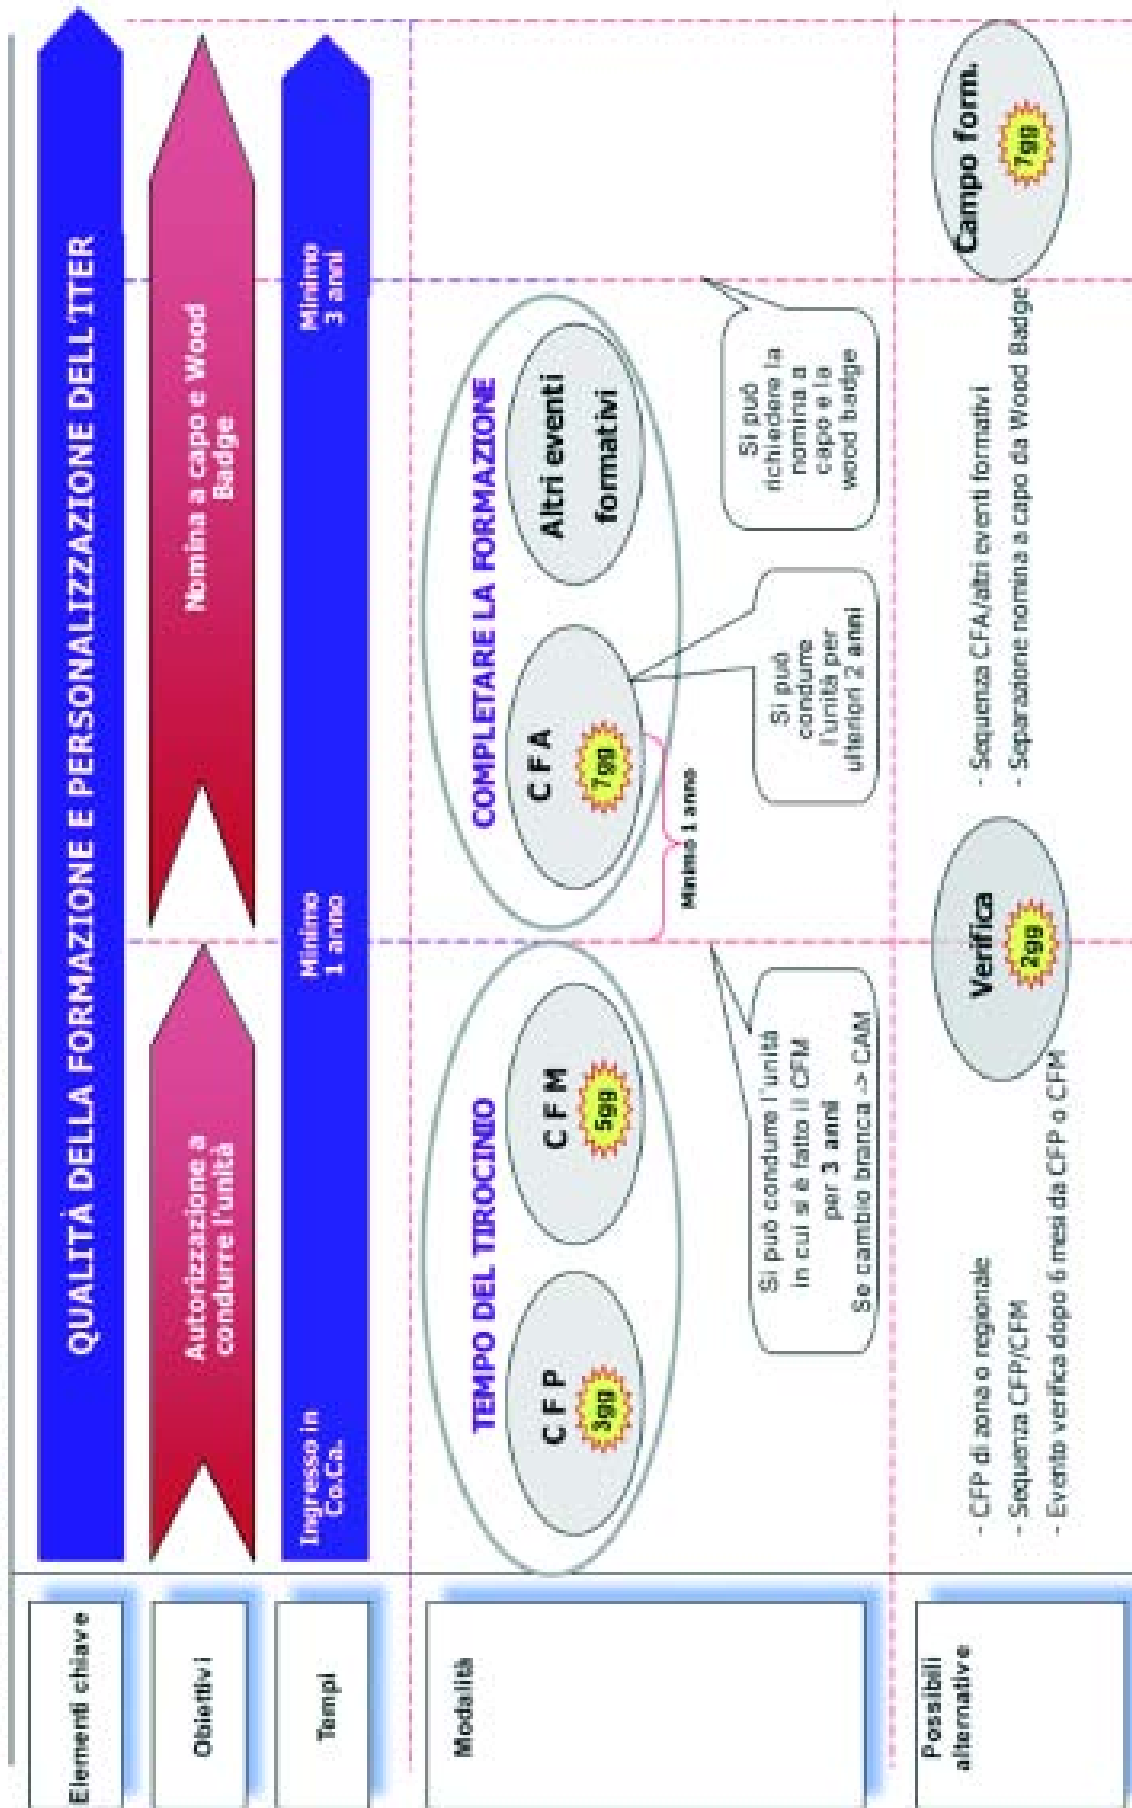 Elementi chiave
QUALITÀ DELLA FORMAZIONE E PERSONALIZZAZIONE DELL'ITER
Obiettivi
Autorizzazione a
condurre l'unità
Nomina a capo e Wood
Badge
Tempi
Ingresso in
Co.Ca.
Minimo
1 anno
Minimo
3 anni
Modalità
TEMPO DEL TIROCINIO
CFP
3gg
CFM
5gg
COMPLETARE LA FORMAZIONE
CFA
7gg
Altri eventi
formativi
Minimo 1 anno
Si può condurre l'unità
in cui si è fatto il CFM
per 3 anni
Se cambio branca -> CAM
Si può
condurre
l'unità per
ulteriori 2 anni
Si può
richiedere la
nomina a
capo e la
wood badge
Possibili
alternative
- CFP di zona o regionale
- Sequenza CFP/CFM
- Evento verifica dopo 6 mesi da CFP o CFM
Verifica
2gg
- Sequenza CFA/altri eventi formativi
- Separazione nomina a capo da Wood Badge
Campo form.
7gg